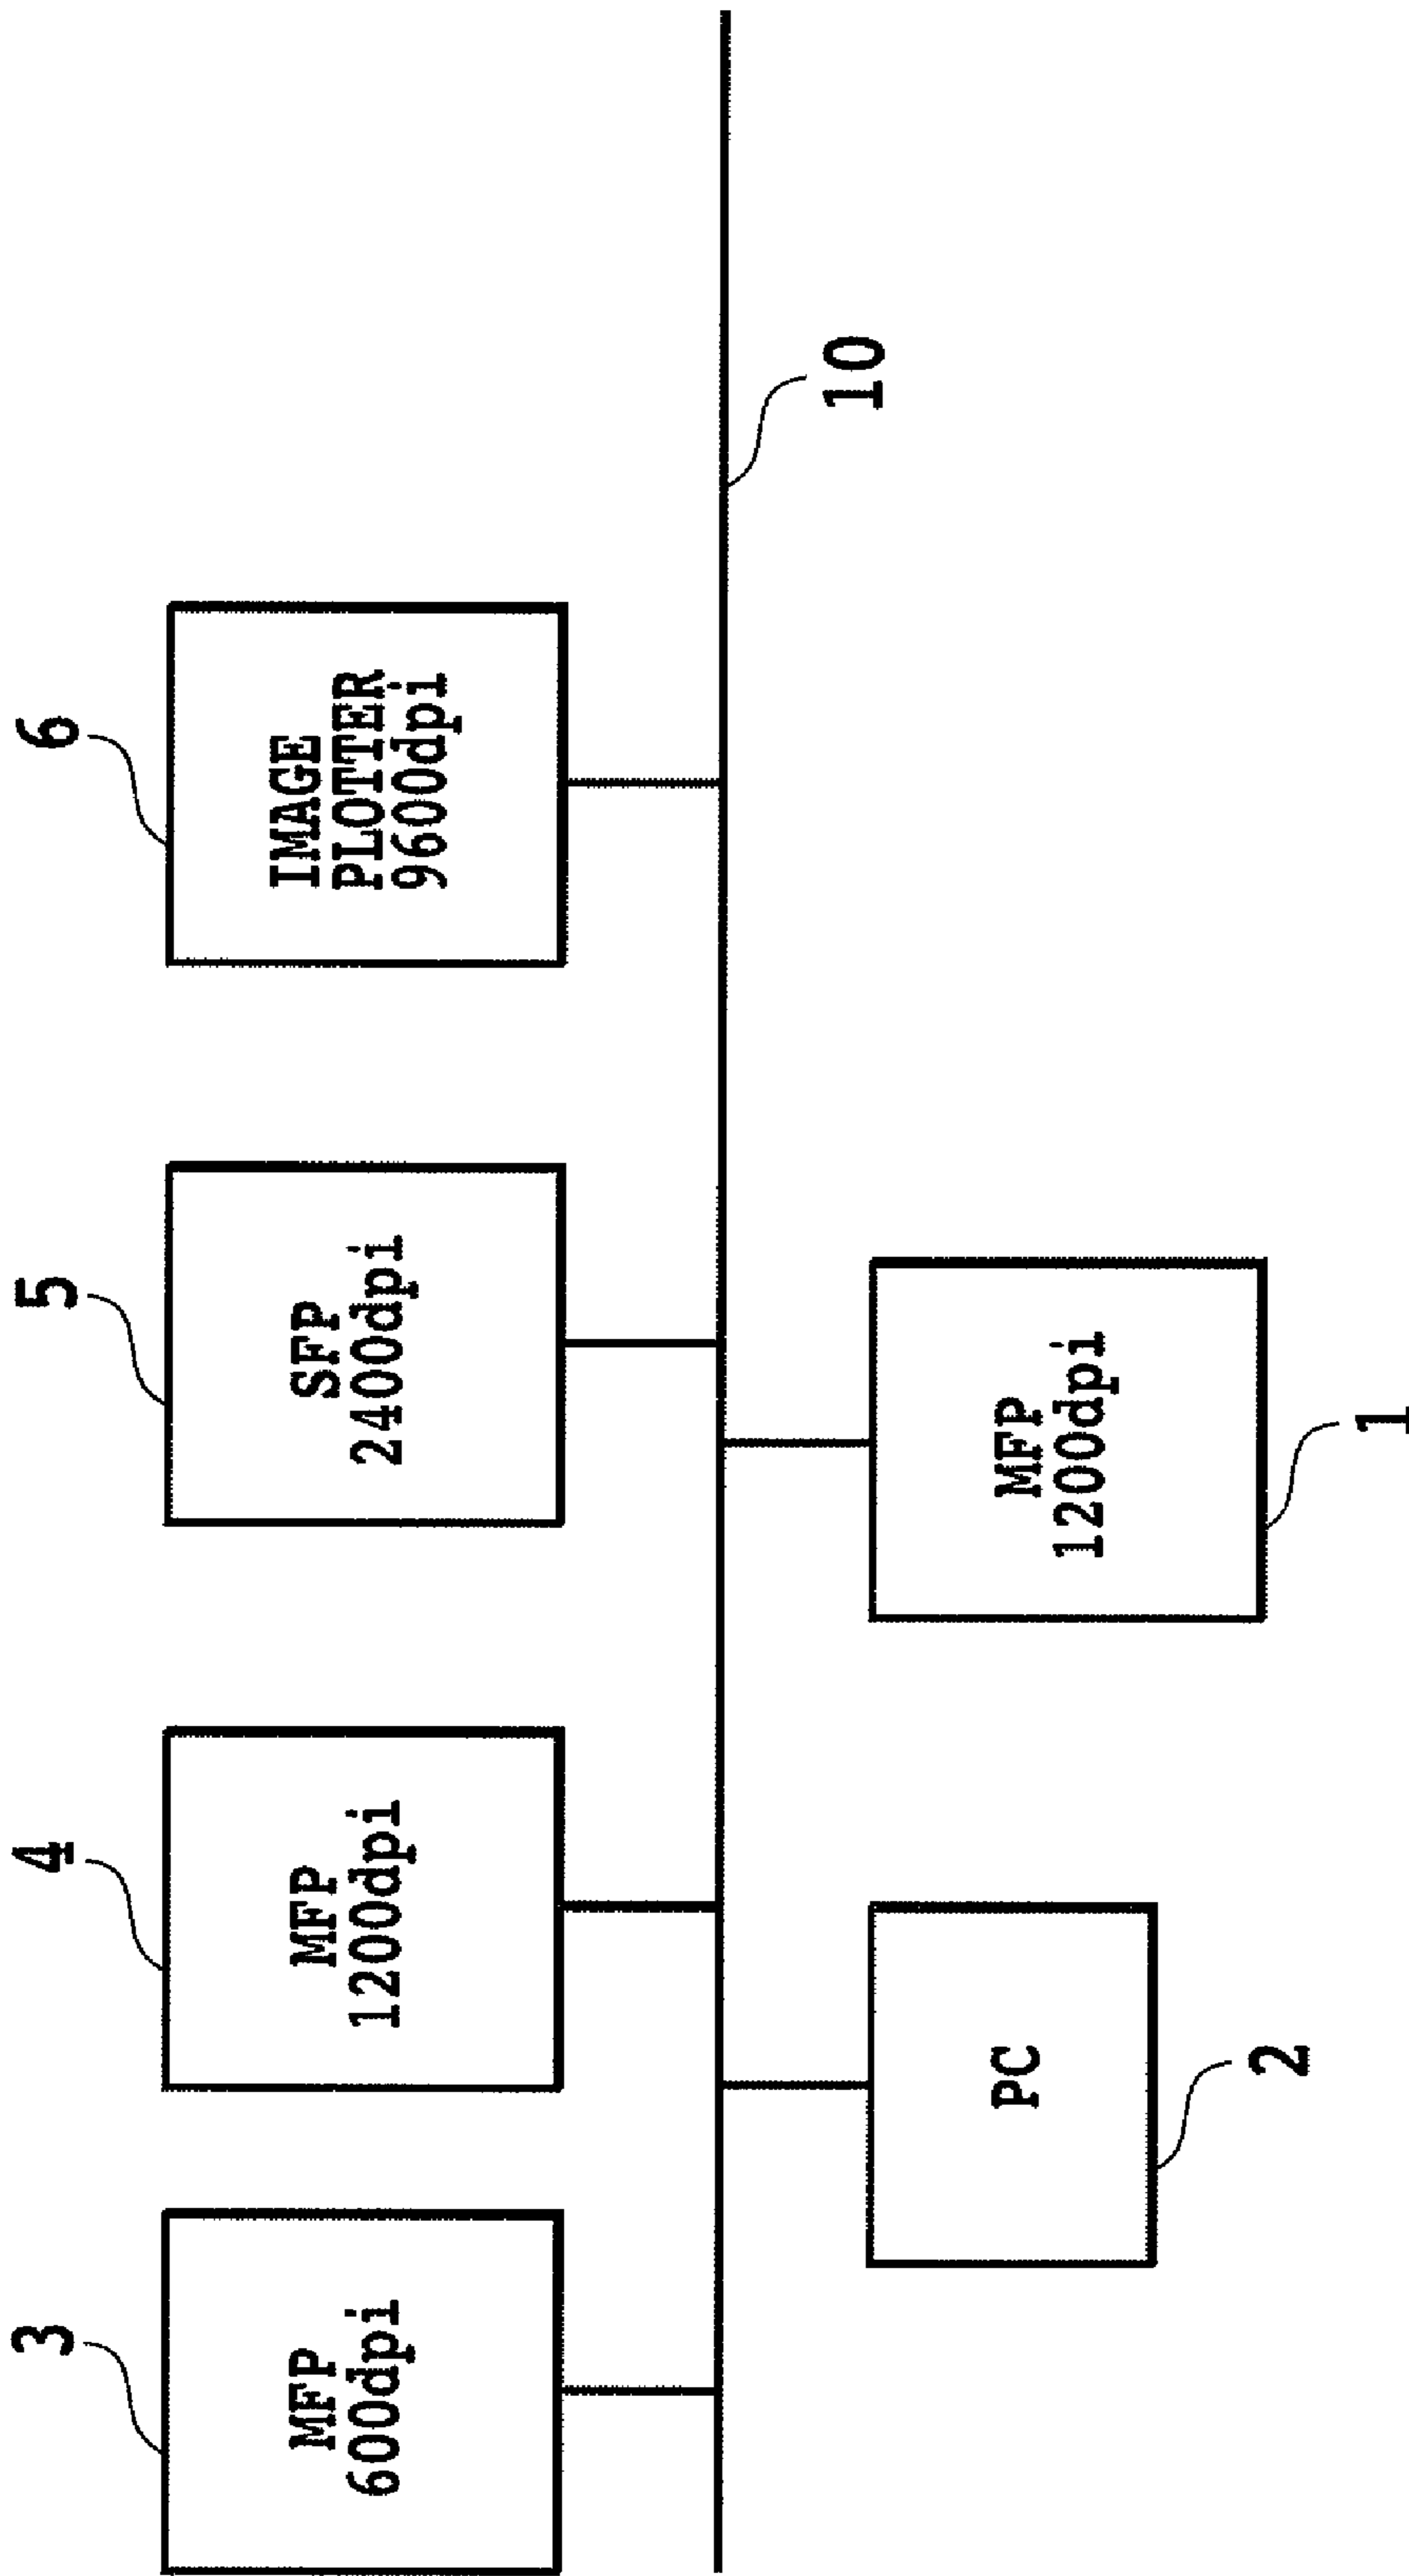 3
MFP
600dpi
4
MFP
1200dpi
5
SFP
2400dpi
6
IMAGE
PLOTTER
9600dpi
10
PC
2
MFP
1200dpi
1